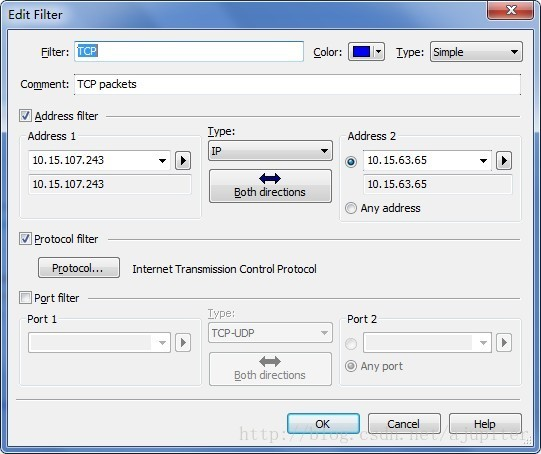 Edit Filter
Filter: TCP Color: Type: Simple
Comment: TCP packets
Address filter
Address 1 Type: Address 2
10.15.107.243 IP 10.15.63.65
10.15.107.243 Both directions 10.15.63.65
Any address
Protocol filter
Protocol... Internet Transmission Control Protocol
Port filter
Port 1 Type: Port 2
TCP-UDP
Both directions Any port
OK Cancel Help
http://blog.csdn.net/ajupiter